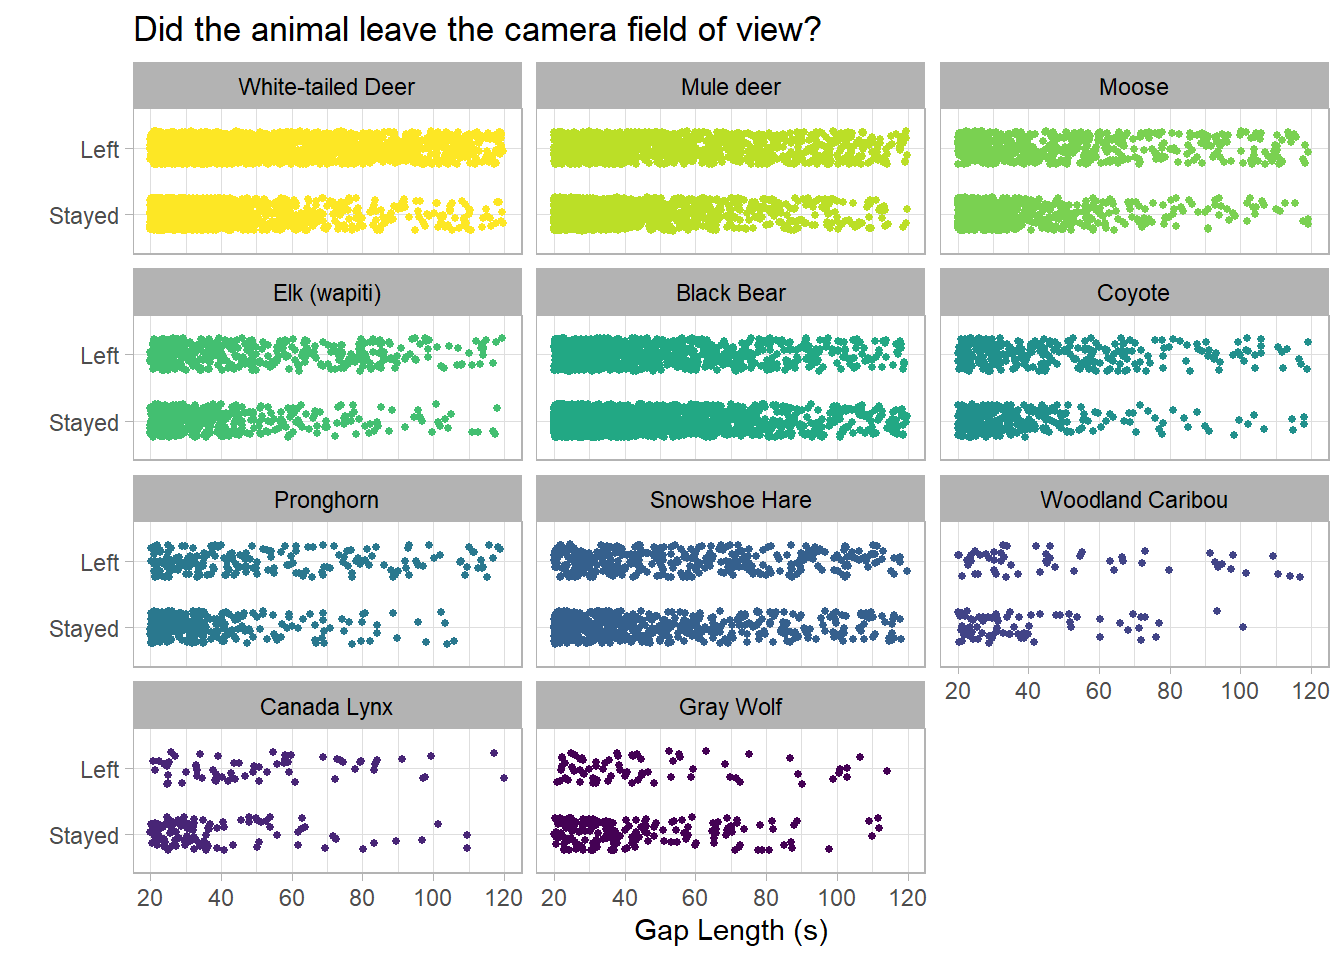 Did the animal leave the camera field of view?
White-tailed Deer
Mule deer
Moose
Left
Stayed
Elk (wapiti)
Black Bear
Coyote
Left
Stayed
Pronghorn
Snowshoe Hare
Woodland Caribou
Left
Stayed
20 40 60 80 100 120
Canada Lynx
Gray Wolf
Left
Stayed
20 40 60 80 100 120
20 40 60 80 100 120
Gap Length (s)